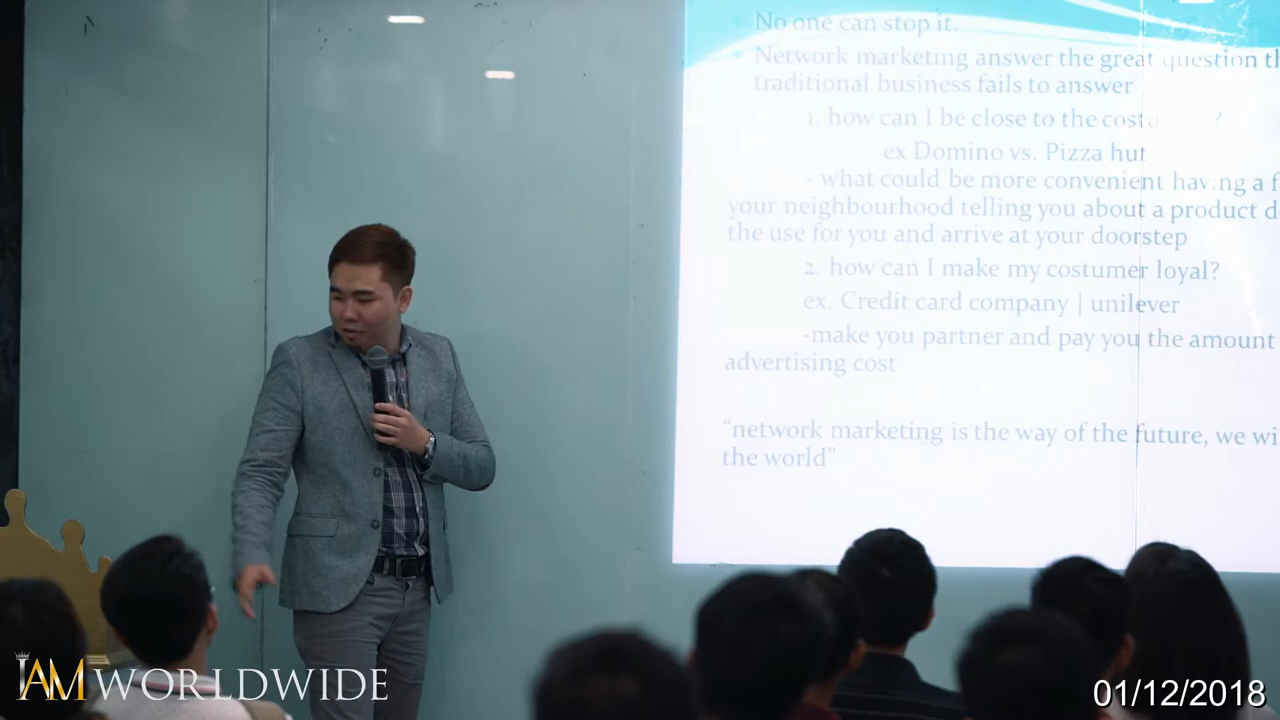 No one can stop it.
Network marketing answer the great question
traditional business fails to answer
1. how can I be close to the ?
ex Domino vs. Pizza hut
- what could be more convenient having a
your neighbourhood telling you about a product
the use for you and arrive at your doorstep
2. how can I make my costumer loyal?
ex. Credit card company | unilever
-make you partner and pay you the amount
advertising cost
“network marketing is the way of the future, we
the world”
IAM WORLDWIDE
01/12/2018